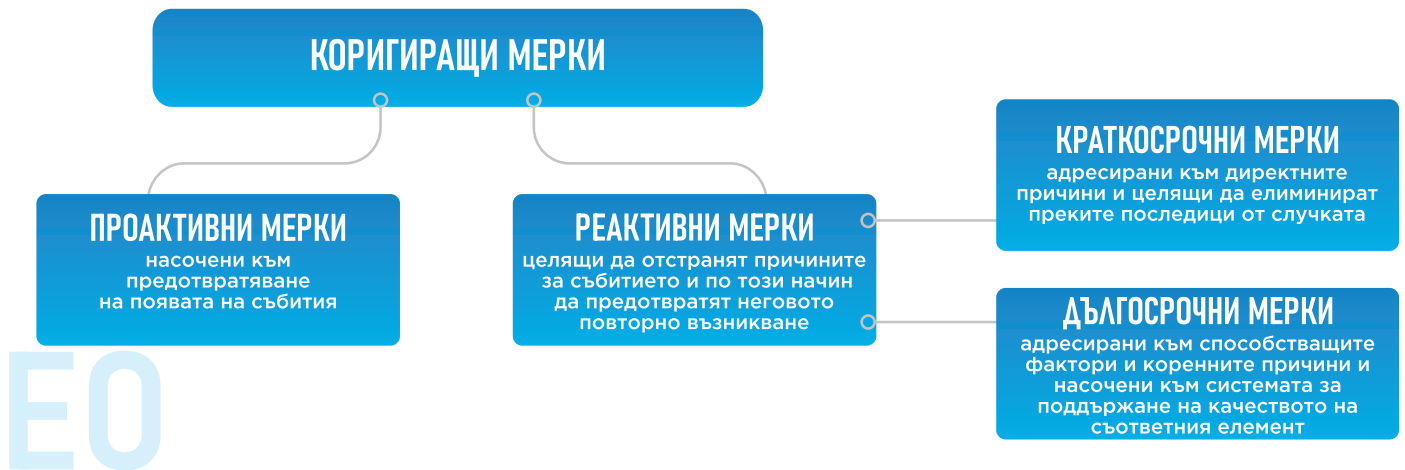 КОРИГИРАЩИ МЕРКИ
ПРОАКТИВНИ МЕРКИ
насочени към
предотвратяване
на появата на събития
РЕАКТИВНИ МЕРКИ
целящи да отстранят причините
за събитието и по този начин
да предотвратят неговото
повторно възникване
КРАТКОСРОЧНИ МЕРКИ
адресирани към директните
причини и целящи да елиминират
преките последици от случката
ДЪЛГОСРОЧНИ МЕРКИ
адресирани към способстващите
фактори и коренните причини и
насочени към системата за
поддържане на качеството на
съответния елемент
ЕО